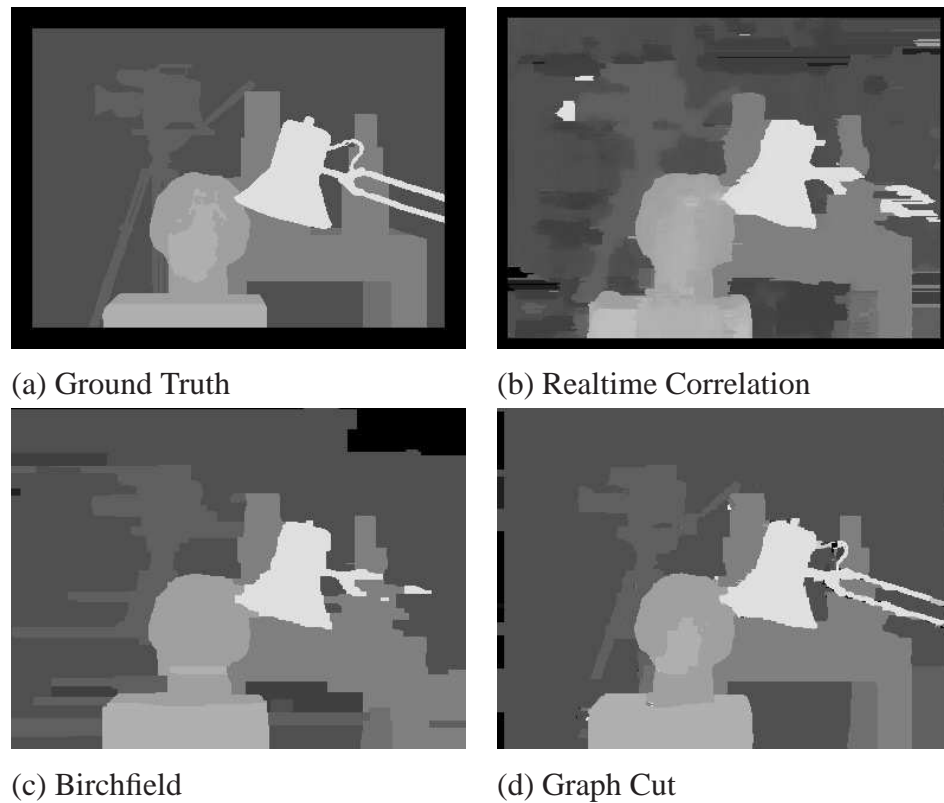 (a) Ground Truth
(b) Realtime Correlation
(c) Birchfield
(d) Graph Cut